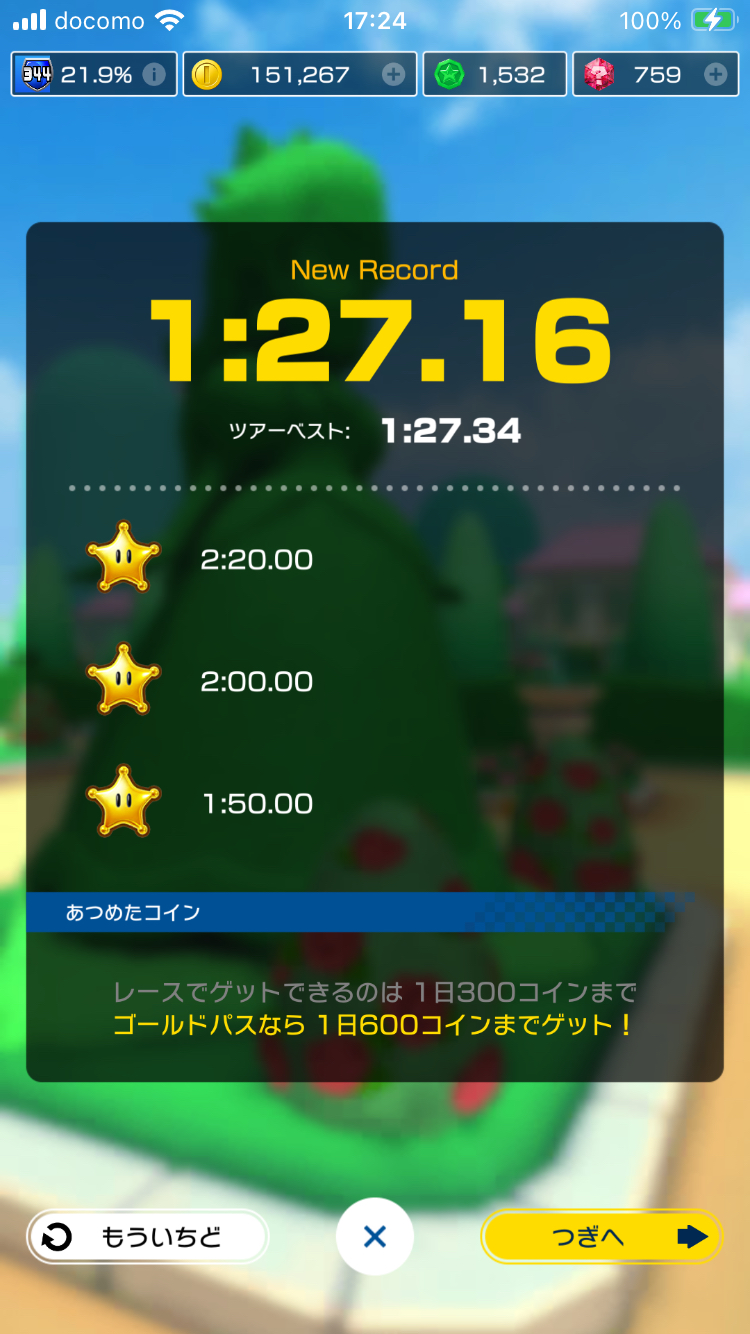 docomo 17:24 100%
344 21.9% 151,267 1,532 759
New Record
1:27.16
ツアーベスト: 1:27.34
2:20.00
2:00.00
1:50.00
あつめたコイン
レースでゲットできるのは 1日300コインまで
ゴールドパスなら 1日600コインまでゲット！
もういちど × つぎへ